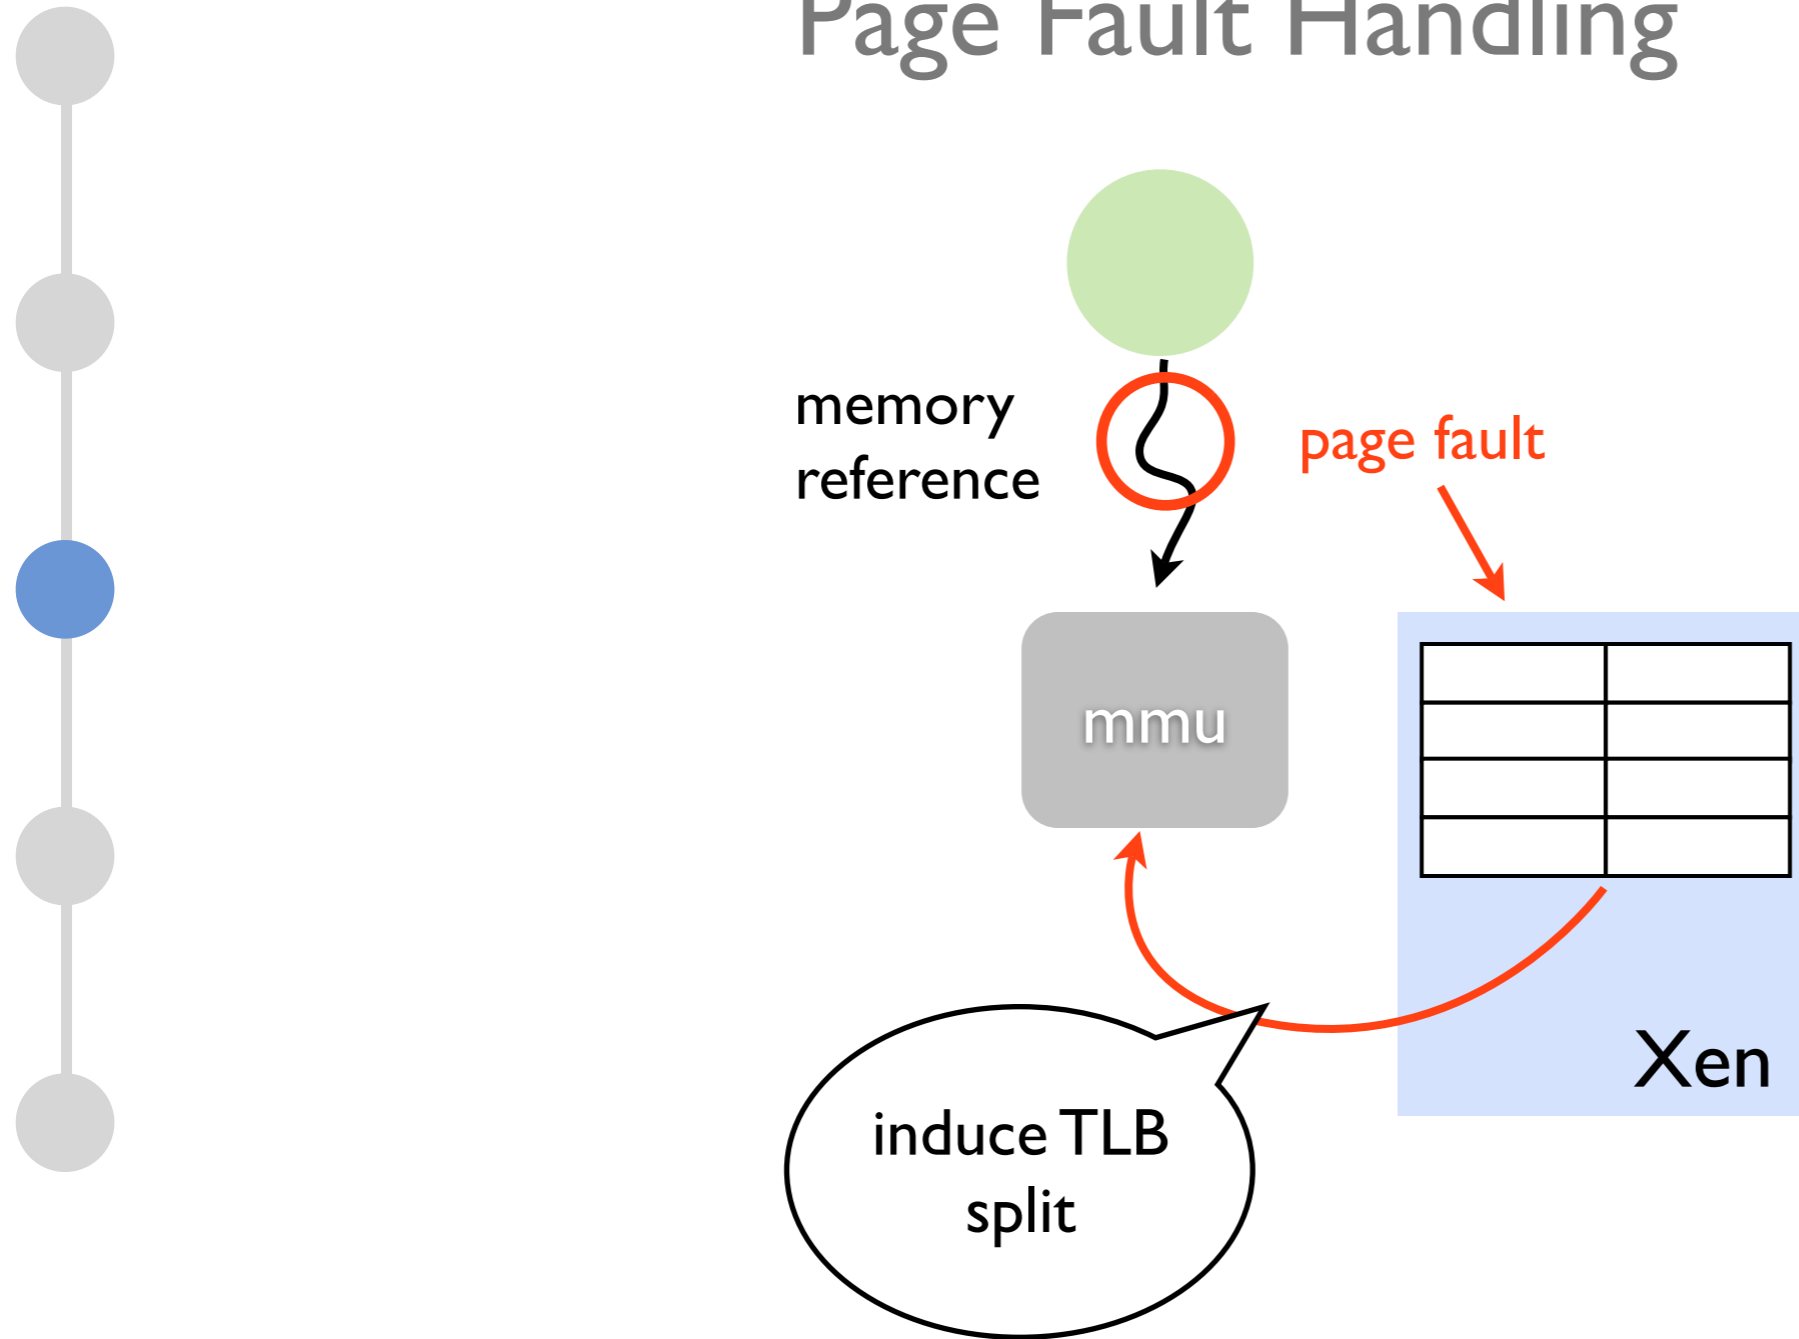 Page Fault Handling
memory
reference
page fault
mmu
Xen
induce TLB
split